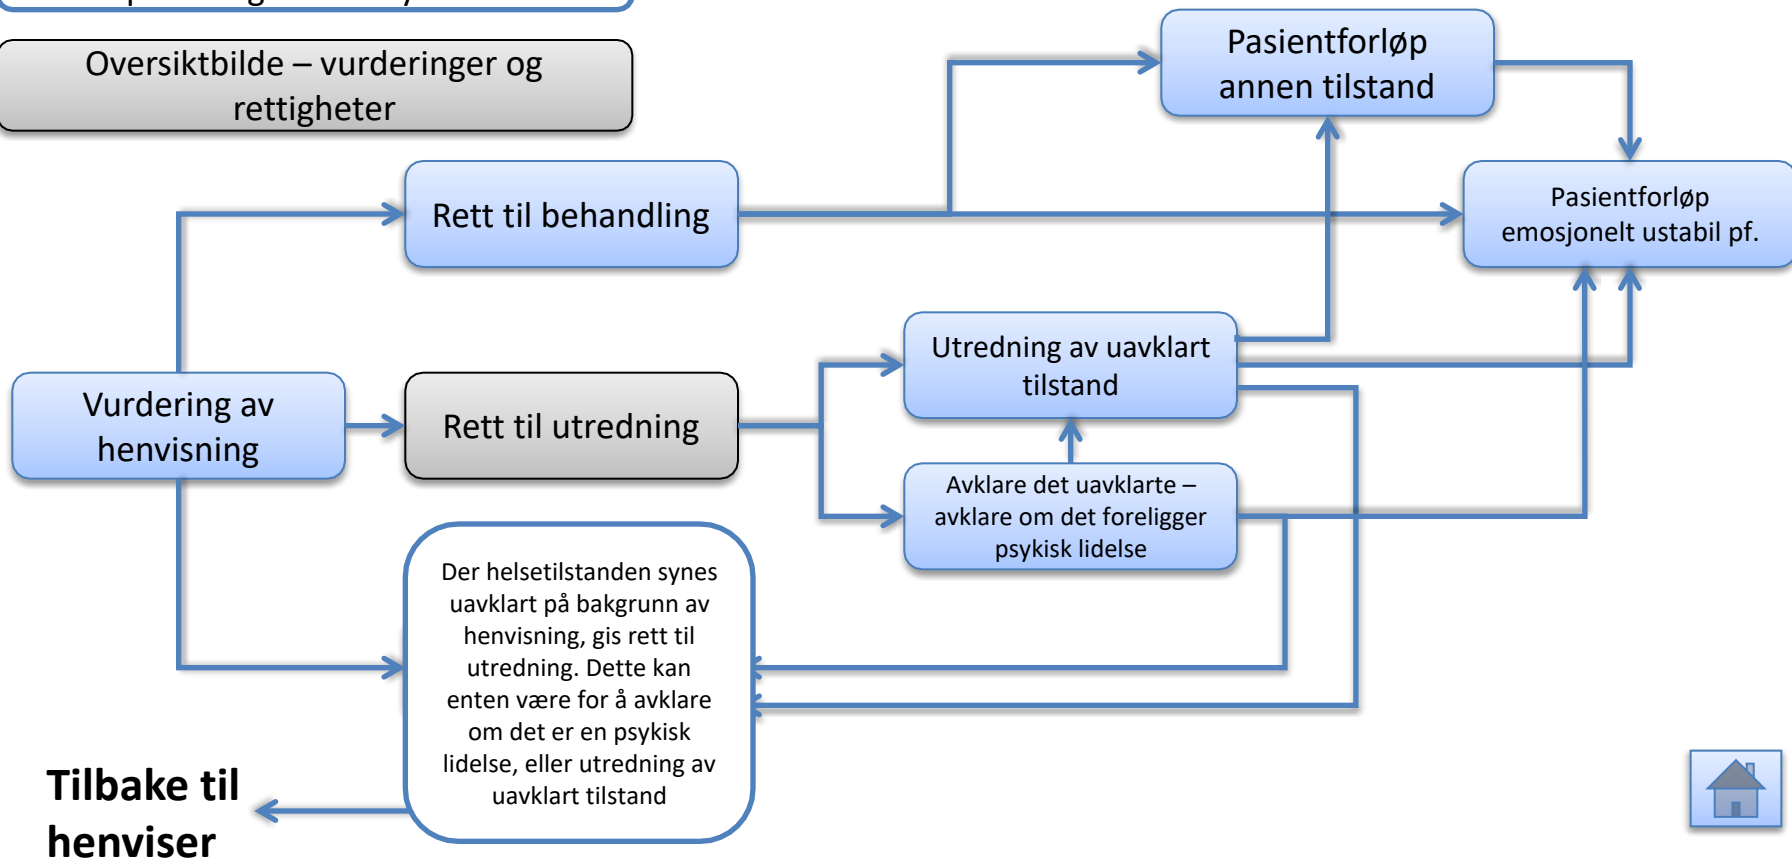 Oversiktbilde – vurderinger og
rettigheter
Pasientforløp
annen tilstand
Rett til behandling
Pasientforløp
emosjonelt ustabil pf.
Utredning av uavklart
tilstand
Vurdering av
henvisning
Rett til utredning
Avklare det uavklarte –
avklare om det foreligger
psykisk lidelse
Der helsetilstanden synes
uavklart på bakgrunn av
henvisning, gis rett til
utredning. Dette kan
enten være for å avklare
om det er en psykisk
lidelse, eller utredning av
uavklart tilstand
Tilbake til
henviser